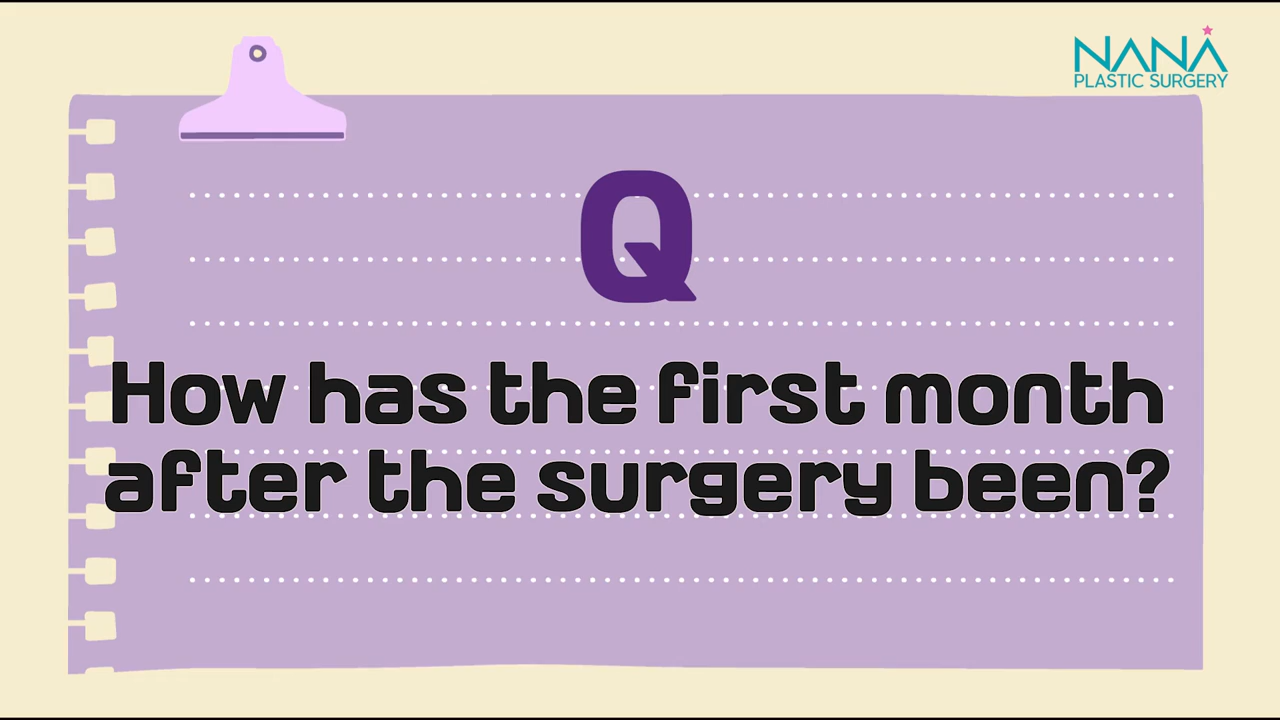 NANA
PLASTIC SURGERY
Q
How has the first month
after the surgery been?